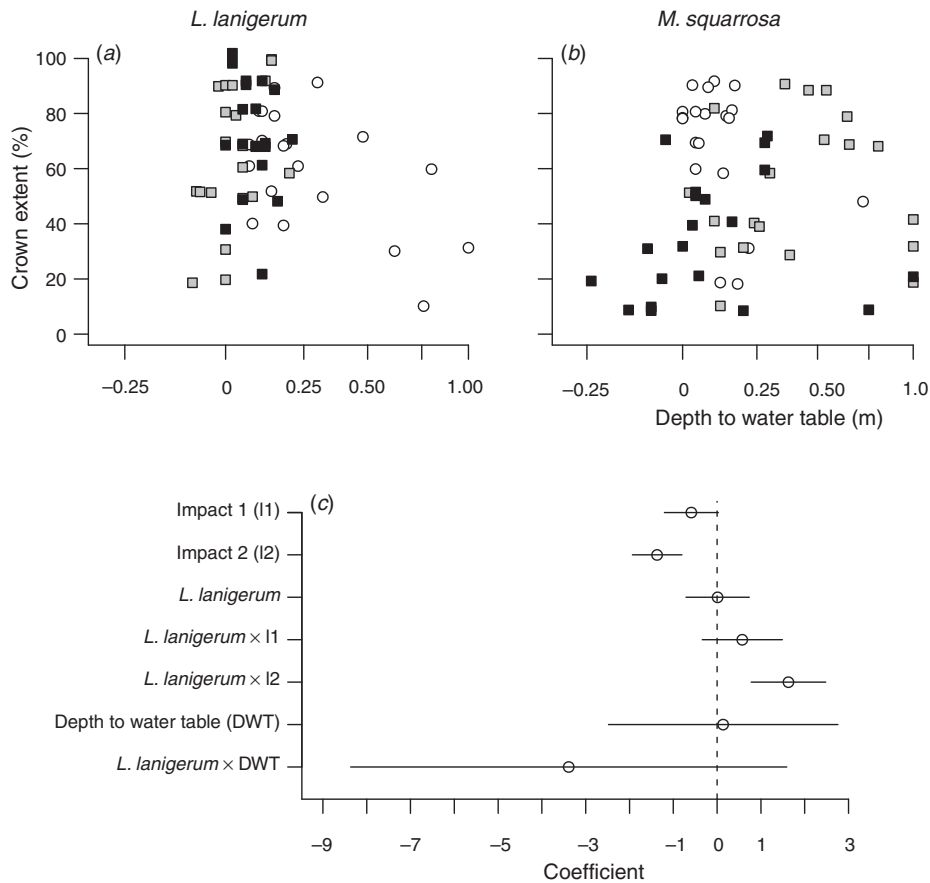 L. lanigerum
M. squarrosa
(a)
(b)
Crown extent (%)
100
80
60
40
20
0
–0.25 0 0.25 0.50 1.00
–0.25 0 0.25 0.50 1.0
Depth to water table (m)
(c)
Impact 1 (I1)
Impact 2 (I2)
L. lanigerum
L. lanigerum × I1
L. lanigerum × I2
Depth to water table (DWT)
L. lanigerum × DWT
–9 –7 –5 –3 –1 0 1 3
Coefficient